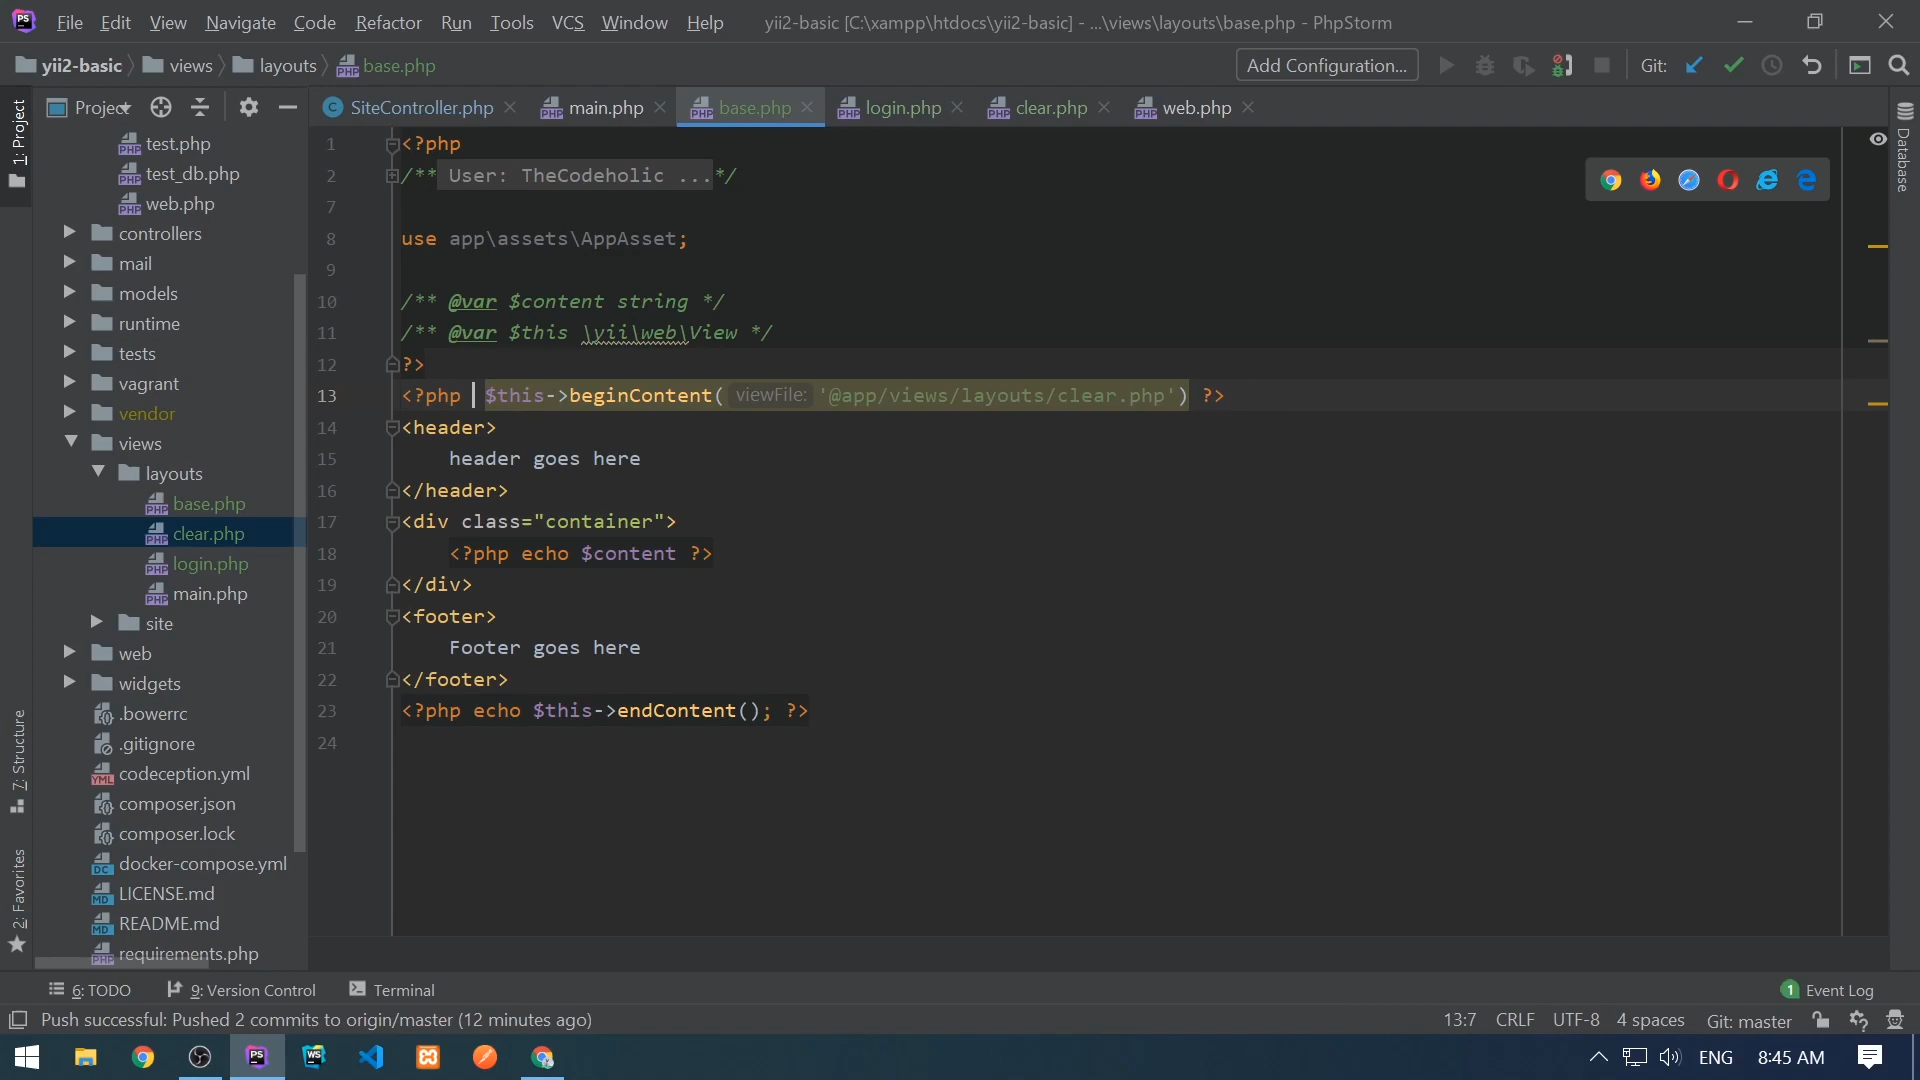 File Edit View Navigate Code Refactor Run Tools VCS Window Help yii2-basic [C:\xampp\htdocs\yii2-basic] - ...\views\layouts\base.php - PhpStorm
yii2-basic views layouts base.php Add Configuration... Git:
Project SiteController.php main.php base.php login.php clear.php web.php
1: Project
7: Structure
2: Favorites
Database
test.php
test_db.php
web.php
controllers
mail
models
runtime
tests
vagrant
vendor
views
layouts
base.php
clear.php
login.php
main.php
site
web
widgets
.bowerrc
.gitignore
codeception.yml
composer.json
composer.lock
docker-compose.yml
LICENSE.md
README.md
requirements.php
1 <?php
2 /** User: TheCodeholic ...*/
7
8 use app\assets\AppAsset;
9
10 /** @var $content string */
11 /** @var $this \yii\web\View */
12 ?>
13 <?php $this->beginContent( viewFile: '@app/views/layouts/clear.php') ?>
14 <header>
15 header goes here
16 </header>
17 <div class="container">
18 <?php echo $content ?>
19 </div>
20 <footer>
21 Footer goes here
22 </footer>
23 <?php echo $this->endContent(); ?>
24
6: TODO 9: Version Control Terminal 1 Event Log
Push successful: Pushed 2 commits to origin/master (12 minutes ago) 13:7 CRLF UTF-8 4 spaces Git: master
ENG 8:45 AM